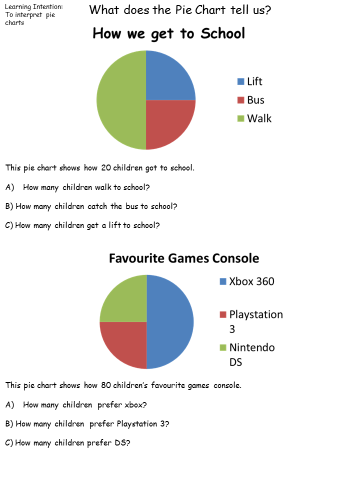 Learning Intention:
To interpret pie
charts
What does the Pie Chart tell us?
How we get to School
Lift
Bus
Walk
This pie chart shows how 20 children got to school.
A) How many children walk to school?
B) How many children catch the bus to school?
C) How many children get a lift to school?
Favourite Games Console
Xbox 360
Playstation
3
Nintendo
DS
This pie chart shows how 80 children's favourite games console.
A) How many children prefer xbox?
B) How many children prefer Playstation 3?
C) How many children prefer DS?